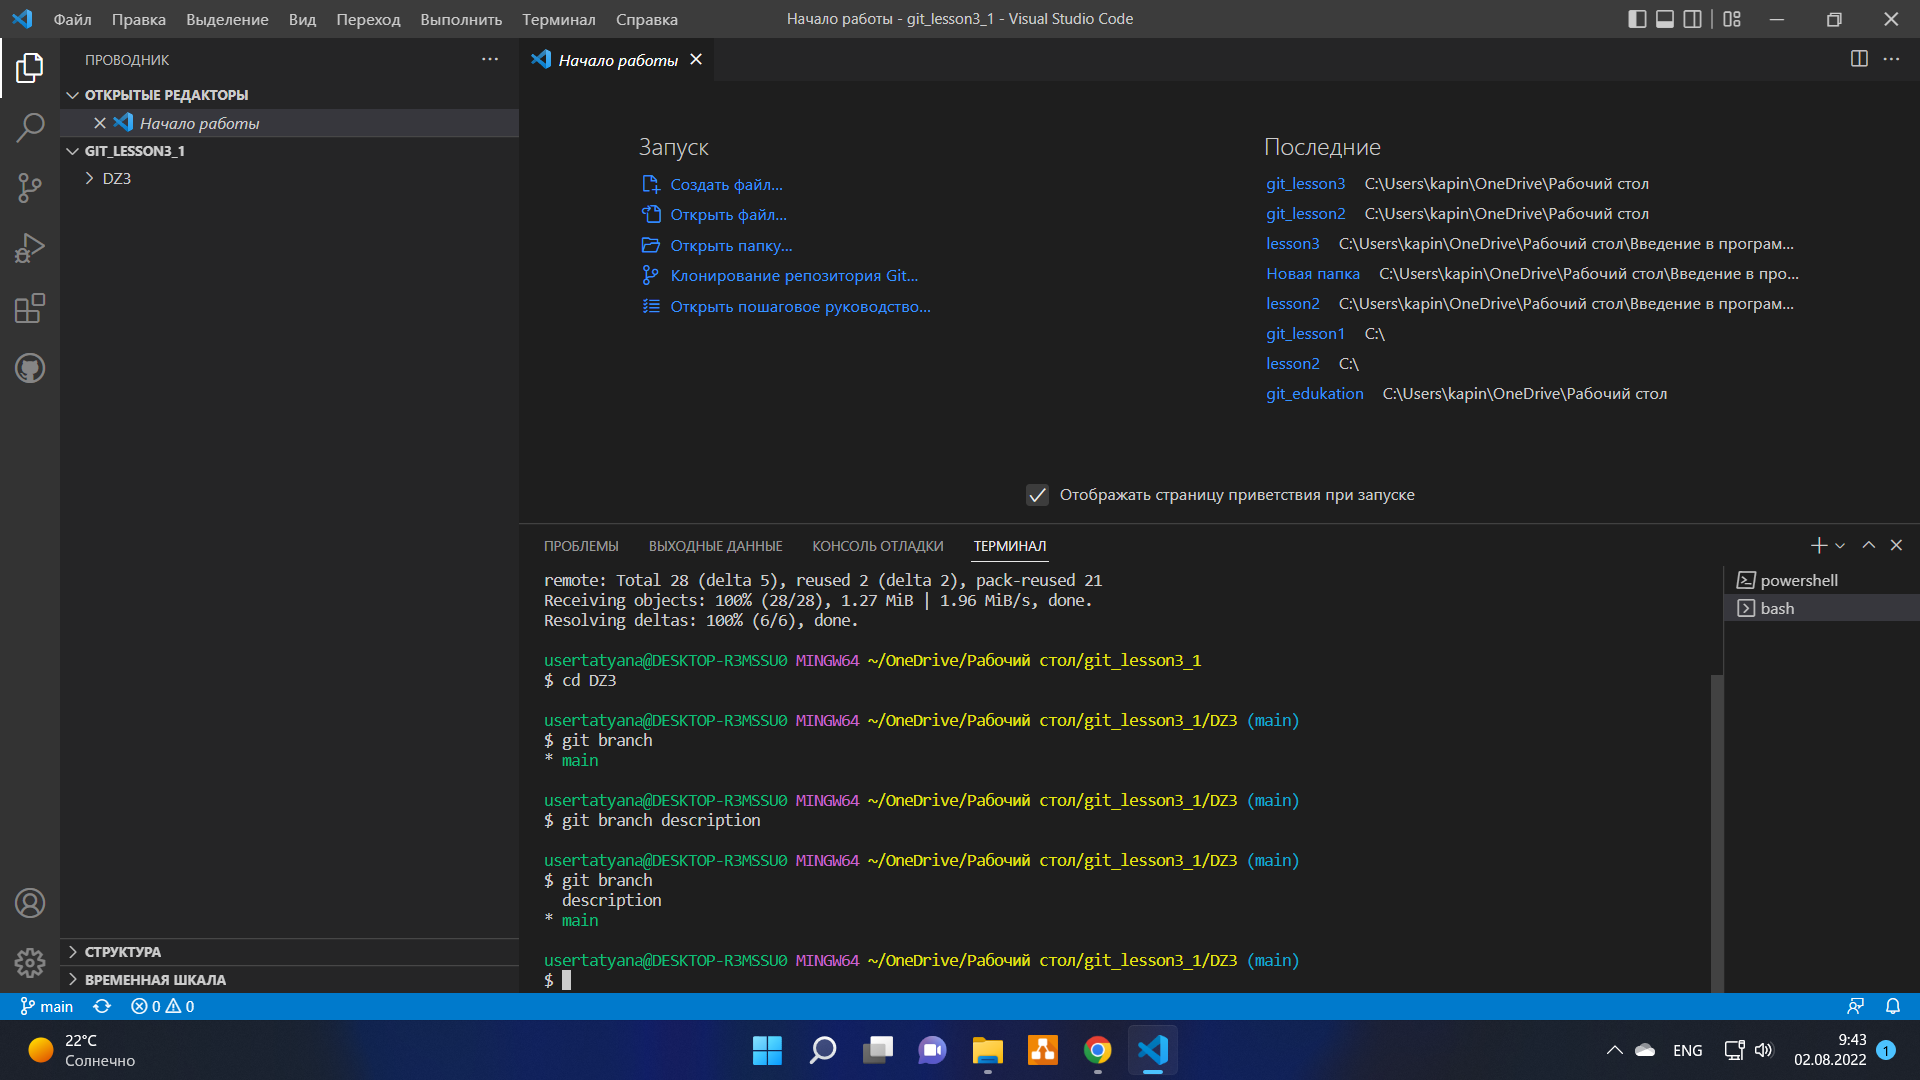 Файл Правка Выделение Вид Переход Выполнить Терминал Справка
Начало работы - git_lesson3_1 - Visual Studio Code
ПРОВОДНИК
ОТКРЫТЫЕ РЕДАКТОРЫ
Начало работы
GIT_LESSON3_1
DZ3
СТРУКТУРА
ВРЕМЕННАЯ ШКАЛА
Начало работы
Запуск
Создать файл...
Открыть файл...
Открыть папку...
Клонирование репозитория Git...
Открыть пошаговое руководство...
Последние
git_lesson3 C:\Users\kapin\OneDrive\Рабочий стол
git_lesson2 C:\Users\kapin\OneDrive\Рабочий стол
lesson3 C:\Users\kapin\OneDrive\Рабочий стол\Введение в програм...
Новая папка C:\Users\kapin\OneDrive\Рабочий стол\Введение в про...
lesson2 C:\Users\kapin\OneDrive\Рабочий стол\Введение в програм...
git_lesson1 C:\
lesson2 C:\
git_edukation C:\Users\kapin\OneDrive\Рабочий стол
Отображать страницу приветствия при запуске
ПРОБЛЕМЫ ВЫХОДНЫЕ ДАННЫЕ КОНСОЛЬ ОТЛАДКИ ТЕРМИНАЛ
remote: Total 28 (delta 5), reused 2 (delta 2), pack-reused 21
Receiving objects: 100% (28/28), 1.27 MiB | 1.96 MiB/s, done.
Resolving deltas: 100% (6/6), done.
usertatyana@DESKTOP-R3MSSU0 MINGW64 ~/OneDrive/Рабочий стол/git_lesson3_1
$ cd DZ3
usertatyana@DESKTOP-R3MSSU0 MINGW64 ~/OneDrive/Рабочий стол/git_lesson3_1/DZ3 (main)
$ git branch
* main
usertatyana@DESKTOP-R3MSSU0 MINGW64 ~/OneDrive/Рабочий стол/git_lesson3_1/DZ3 (main)
$ git branch description
usertatyana@DESKTOP-R3MSSU0 MINGW64 ~/OneDrive/Рабочий стол/git_lesson3_1/DZ3 (main)
$ git branch
description
* main
usertatyana@DESKTOP-R3MSSU0 MINGW64 ~/OneDrive/Рабочий стол/git_lesson3_1/DZ3 (main)
$
powershell
bash
main 0 0
22°C
Солнечно
ENG
9:43
02.08.2022
1